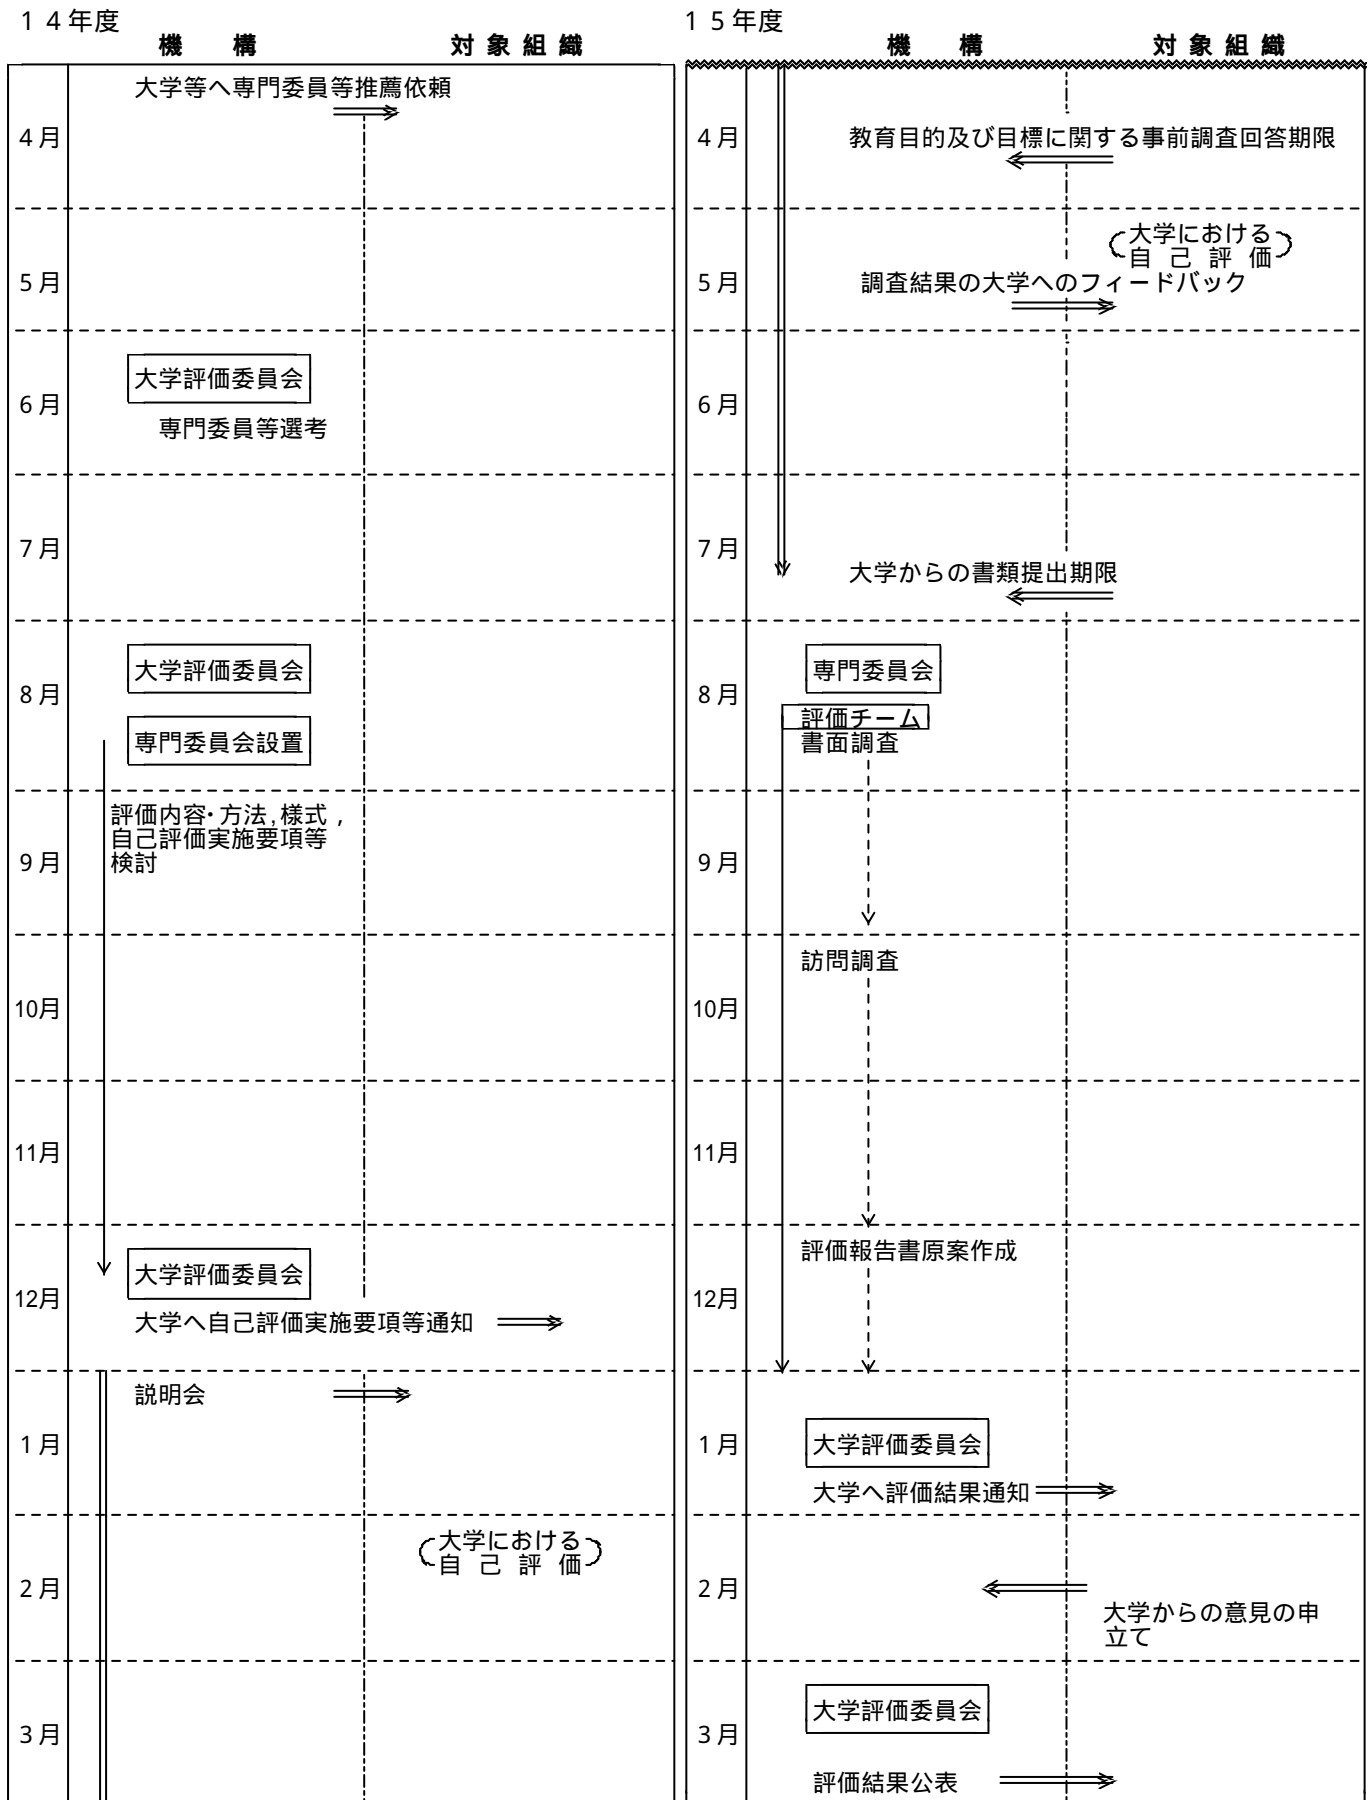 １４年度
機　構　対象組織
大学等へ専門委員等推薦依頼
４月
５月
大学評価委員会
６月
専門委員等選考
７月
大学評価委員会
８月
専門委員会設置
評価内容・方法，様式，
自己評価実施要項等
９月
検討
10月
11月
大学評価委員会
12月
大学へ自己評価実施要項等通知
説明会
１月
大学における
自己評価
２月
３月
１５年度
機　構　対象組織
４月
教育目的及び目標に関する事前調査回答期限
大学における
自己評価
５月
調査結果の大学へのフィードバック
６月
７月
大学からの書類提出期限
専門委員会
８月
評価チーム
書面調査
９月
訪問調査
10月
11月
評価報告書原案作成
12月
１月
大学評価委員会
大学へ評価結果通知
２月
大学からの意見の申
立て
大学評価委員会
３月
評価結果公表